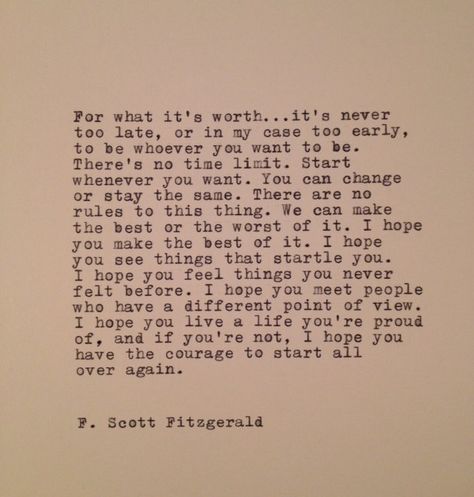 For what it's worth...it's never
too late, or in my case too early,
to be whoever you want to be.
There's no time limit. Start
whenever you want. You can change
or stay the same. There are no
rules to this thing. We can make
the best or the worst of it. I hope
you make the best of it. I hope
you see things that startle you.
I hope you feel things you never
felt before. I hope you meet people
who have a different point of view.
I hope you live a life you're proud
of, and if you're not, I hope you
have the courage to start all
over again.
F. Scott Fitzgerald